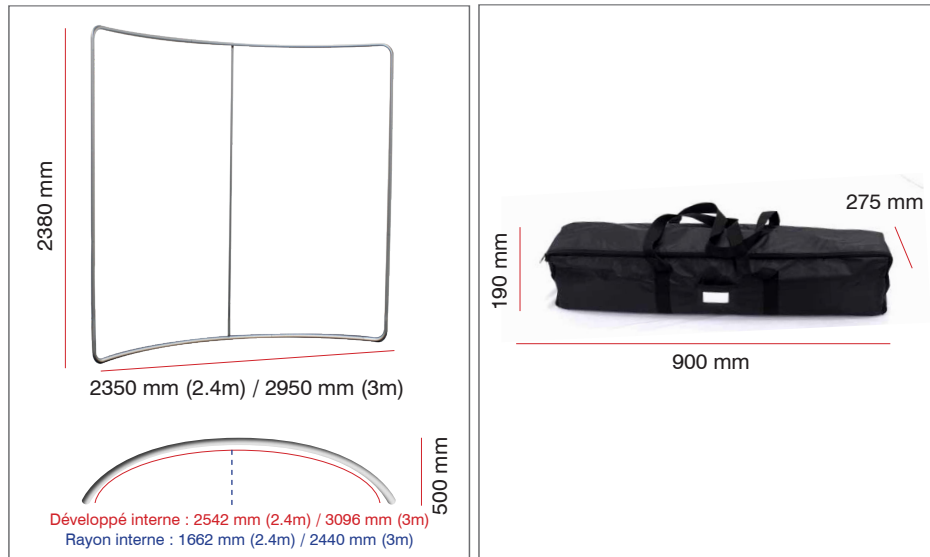 2380 mm
2350 mm (2.4m) / 2950 mm (3m)
500 mm
Développé interne : 2542 mm (2.4m) / 3096 mm (3m)
Rayon interne : 1662 mm (2.4m) / 2440 mm (3m)
275 mm
190 mm
900 mm